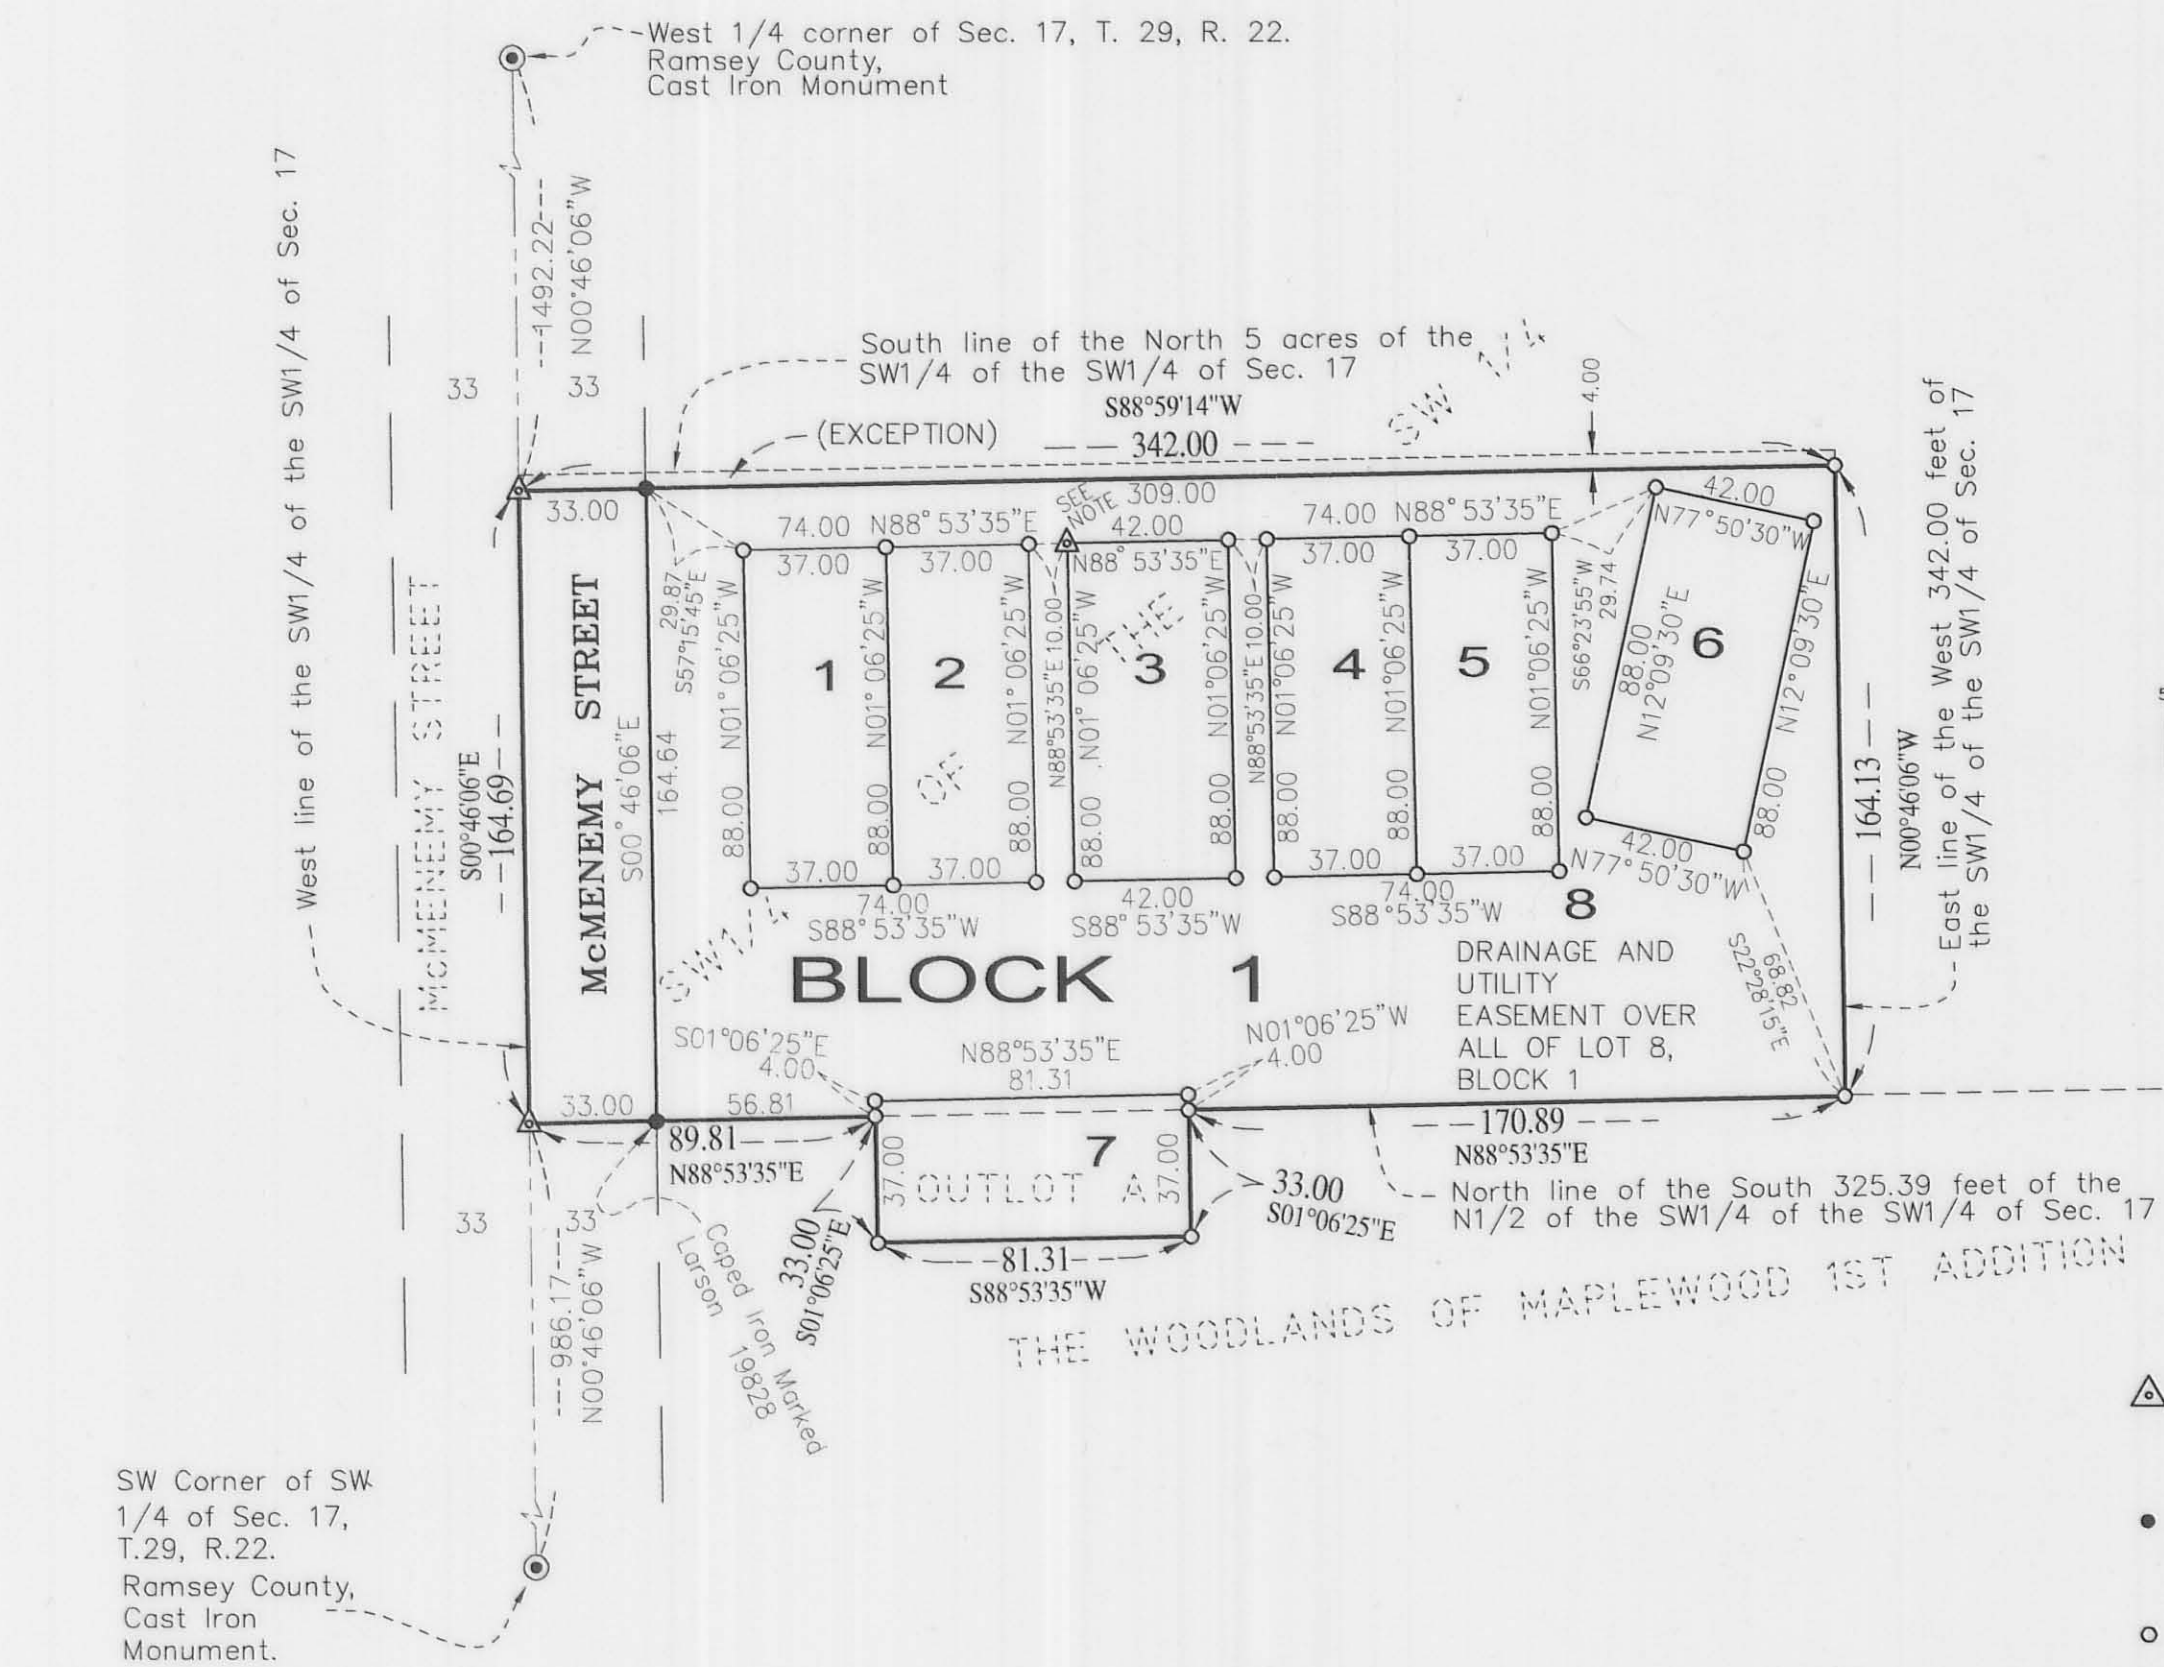 West 1/4 corner of Sec. 17, T. 29, R. 22.
Ramsey County,
Cast Iron Monument
West line of the SW1/4 of the SW1/4 of Sec. 17
1492.22
N00°46'06"W
33
33
South line of the North 5 acres of the
SW1/4 of the SW1/4 of Sec. 17
(EXCEPTION)
S88°59'14"W
342.00
SW 1/4
4.00
East line of the West 342.00 feet of
the SW1/4 of the SW1/4 of Sec. 17
33.00
309.00
SEE
NOTE
74.00 N88°53'35"E
37.00
37.00
42.00
N88°53'35"E
74.00 N88°53'35"E
37.00
37.00
42.00
N77°50'30"W
McMENEMY STREET
S00°46'06"E
164.69
McMENEMY STREET
S00°46'06"E
164.64
29.87
S57°15'45"E
88.00 N01°06'25"W
1
88.00 N01°06'25"W
2
88.00 N01°06'25"W
N88°53'35"E 10.00
88.00 N01°06'25"W
3
88.00 N01°06'25"W
N88°53'35"E 10.00
88.00 N01°06'25"W
4
88.00 N01°06'25"W
5
88.00 N01°06'25"W
S66°23'55"W
29.74
88.00
N12°09'30"E
6
88.00 N12°09'30"E
164.13
N00°46'06"W
THE
OF
SW1/4
37.00
37.00
74.00
S88°53'35"W
42.00
S88°53'35"W
37.00
37.00
74.00
S88°53'35"W
42.00
N77°50'30"W
8
DRAINAGE AND
UTILITY
EASEMENT OVER
ALL OF LOT 8,
BLOCK 1
68.82
S22°28'15"E
BLOCK 1
S01°06'25"E
4.00
N88°53'35"E
81.31
N01°06'25"W
4.00
33.00
56.81
89.81
N88°53'35"E
170.89
N88°53'35"E
7
37.00
OUTLOT A
37.00
33.00
S01°06'25"E
33.00
S01°06'25"E
81.31
S88°53'35"W
North line of the South 325.39 feet of the
N1/2 of the SW1/4 of the SW1/4 of Sec. 17
THE WOODLANDS OF MAPLEWOOD 1ST ADDITION
33
33
986.17
N00°46'06"W
Caped Iron Marked
Larson 19828
SW Corner of SW
1/4 of Sec. 17,
T.29, R.22.
Ramsey County,
Cast Iron
Monument.